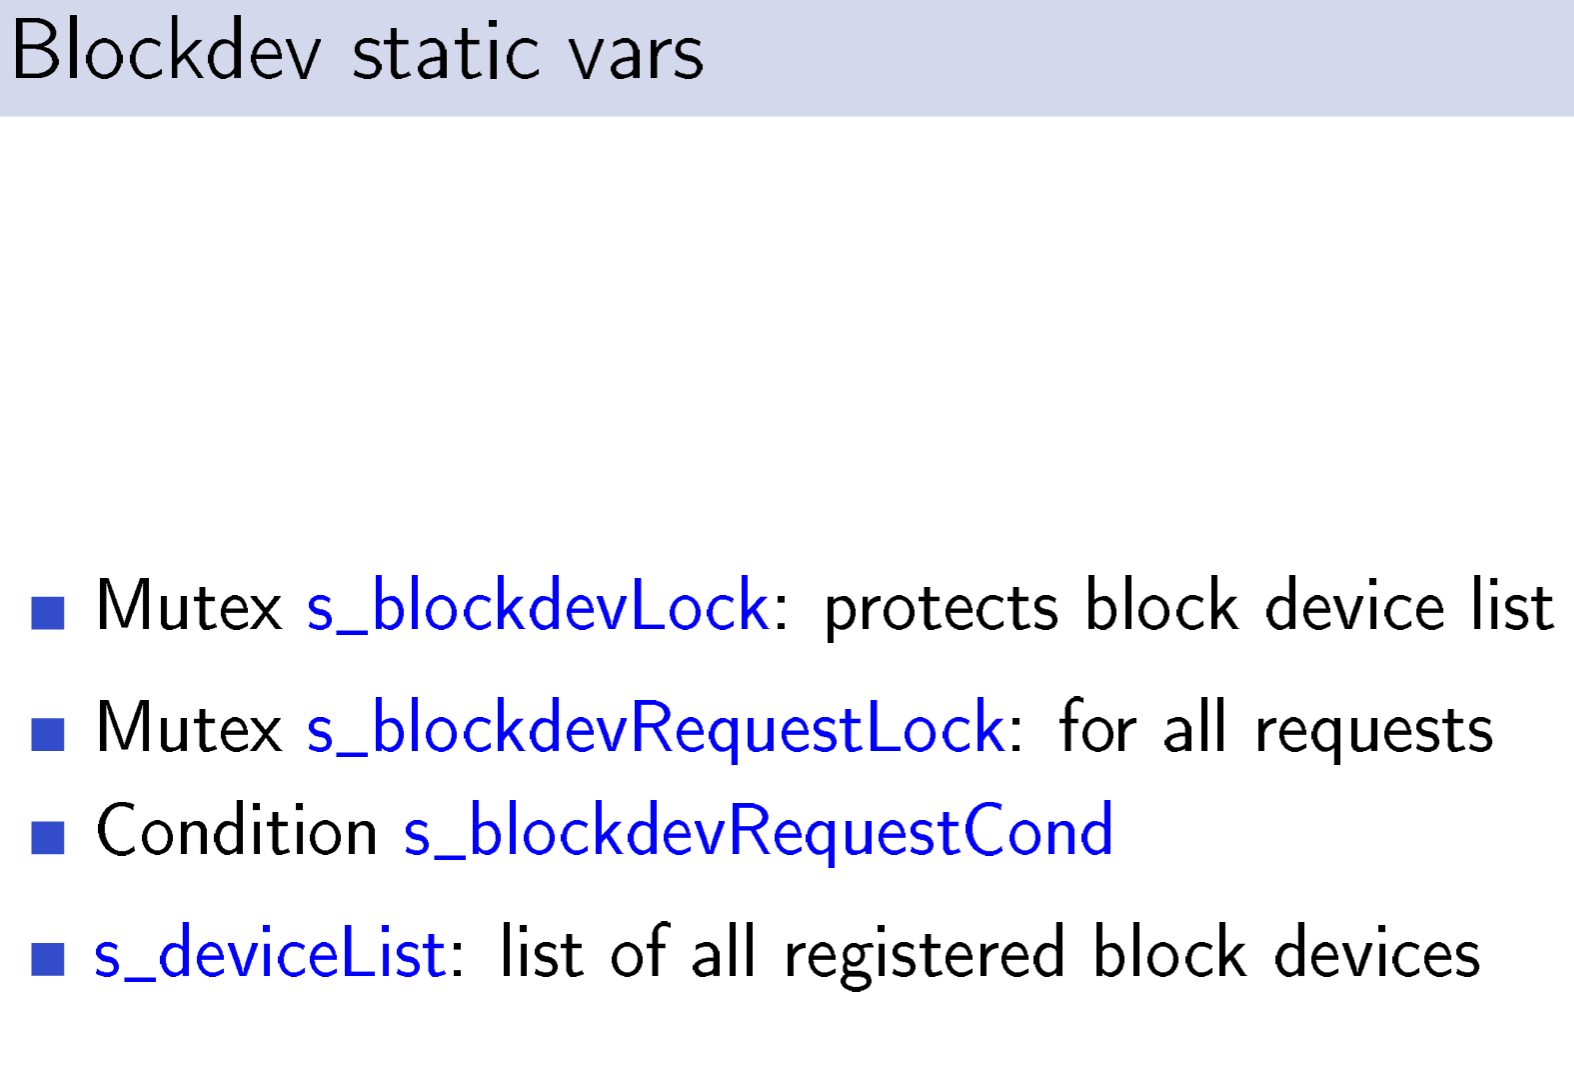 Blockdev static vars
Mutex s_blockdevLock: protects block device list
Mutex s_blockdevRequestLock: for all requests
Condition s_blockdevRequestCond
s_deviceList: list of all registered block devices